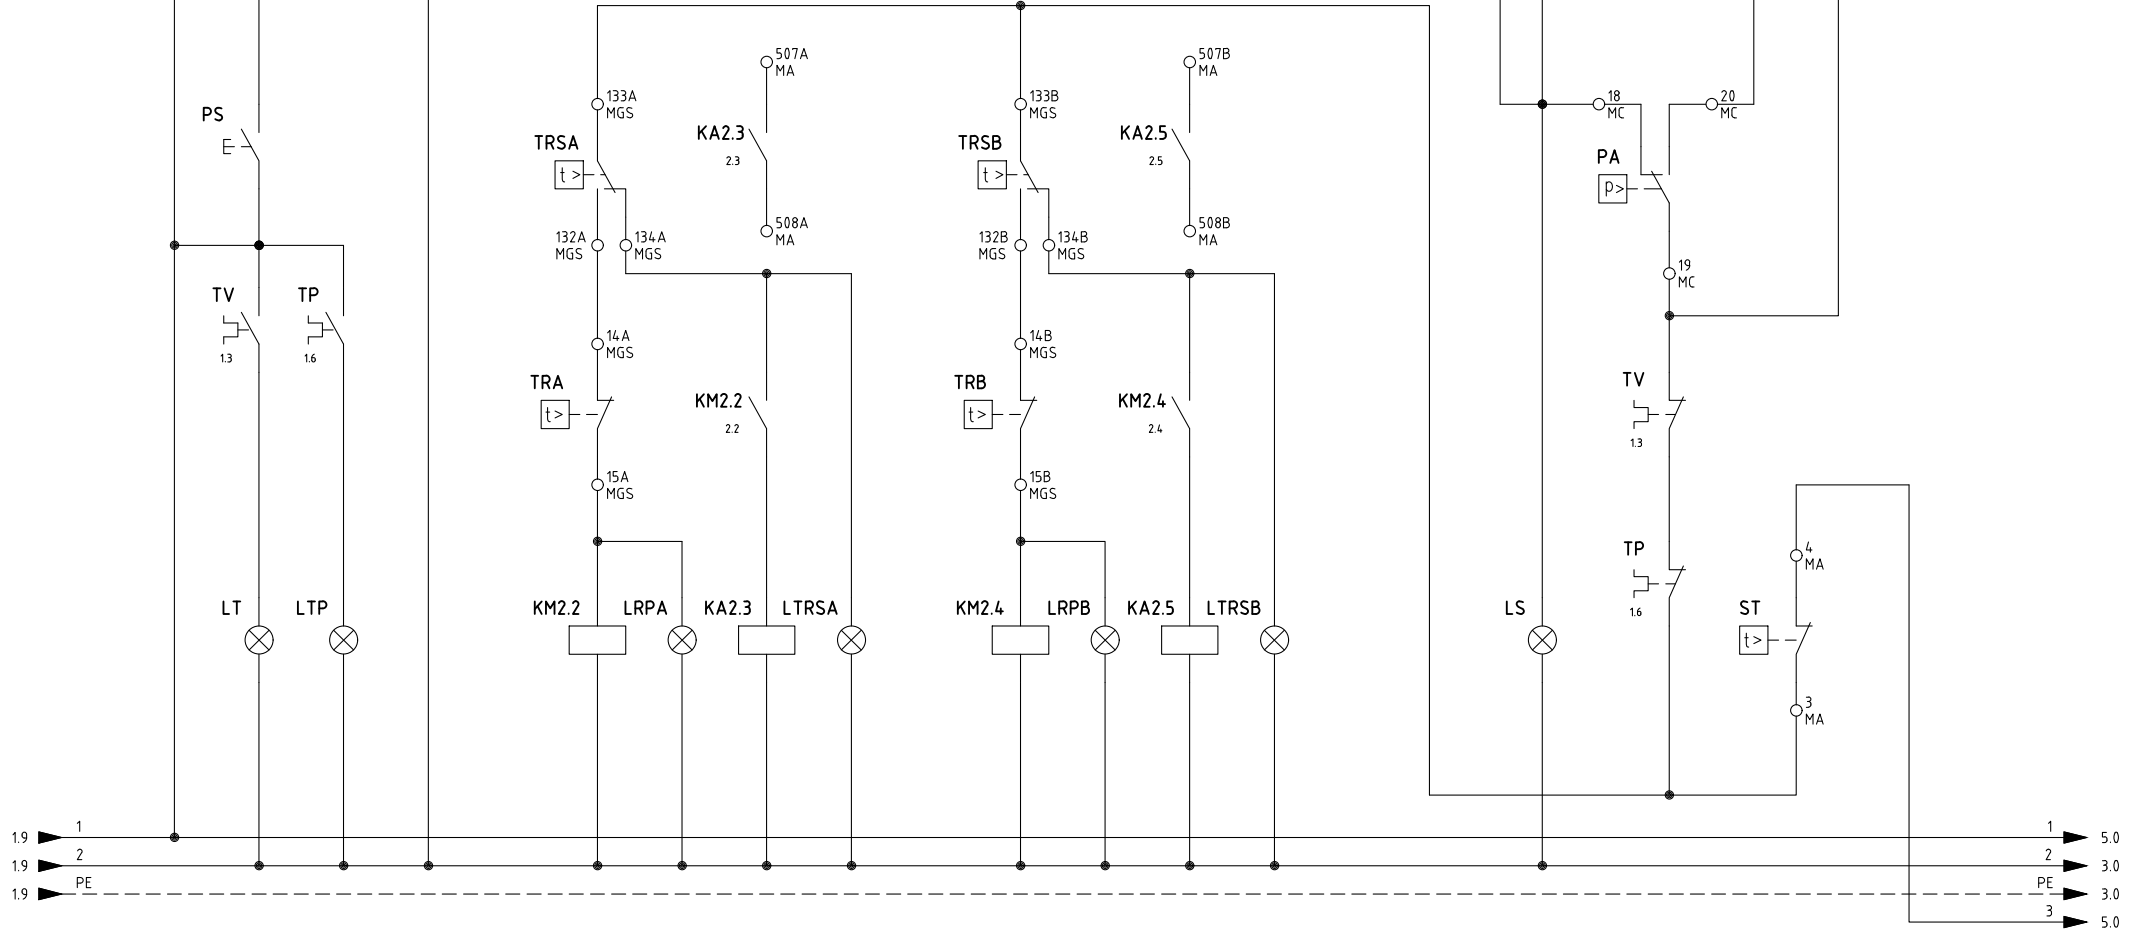 507A
MA
507B
MA
133A
MGS
133B
MGS
18
MC
20
MC
PS
E
TRSA
t >
KA2.3
2.3
TRSB
t >
KA2.5
2.5
PA
p>
508A
MA
508B
MA
132A
MGS
134A
MGS
132B
MGS
134B
MGS
19
MC
TV
1.3
TP
1.6
14A
MGS
14B
MGS
TRA
t>
KM2.2
2.2
TRB
t>
KM2.4
2.4
TV
1.3
15A
MGS
15B
MGS
TP
1.6
4
MA
LT
LTP
KM2.2
LRPA
KA2.3
LTRSA
KM2.4
LRPB
KA2.5
LTRSB
LS
ST
t>
3
MA
1.9 1 1 5.0
1.9 2 2 3.0
1.9 PE PE 3.0
3 5.0